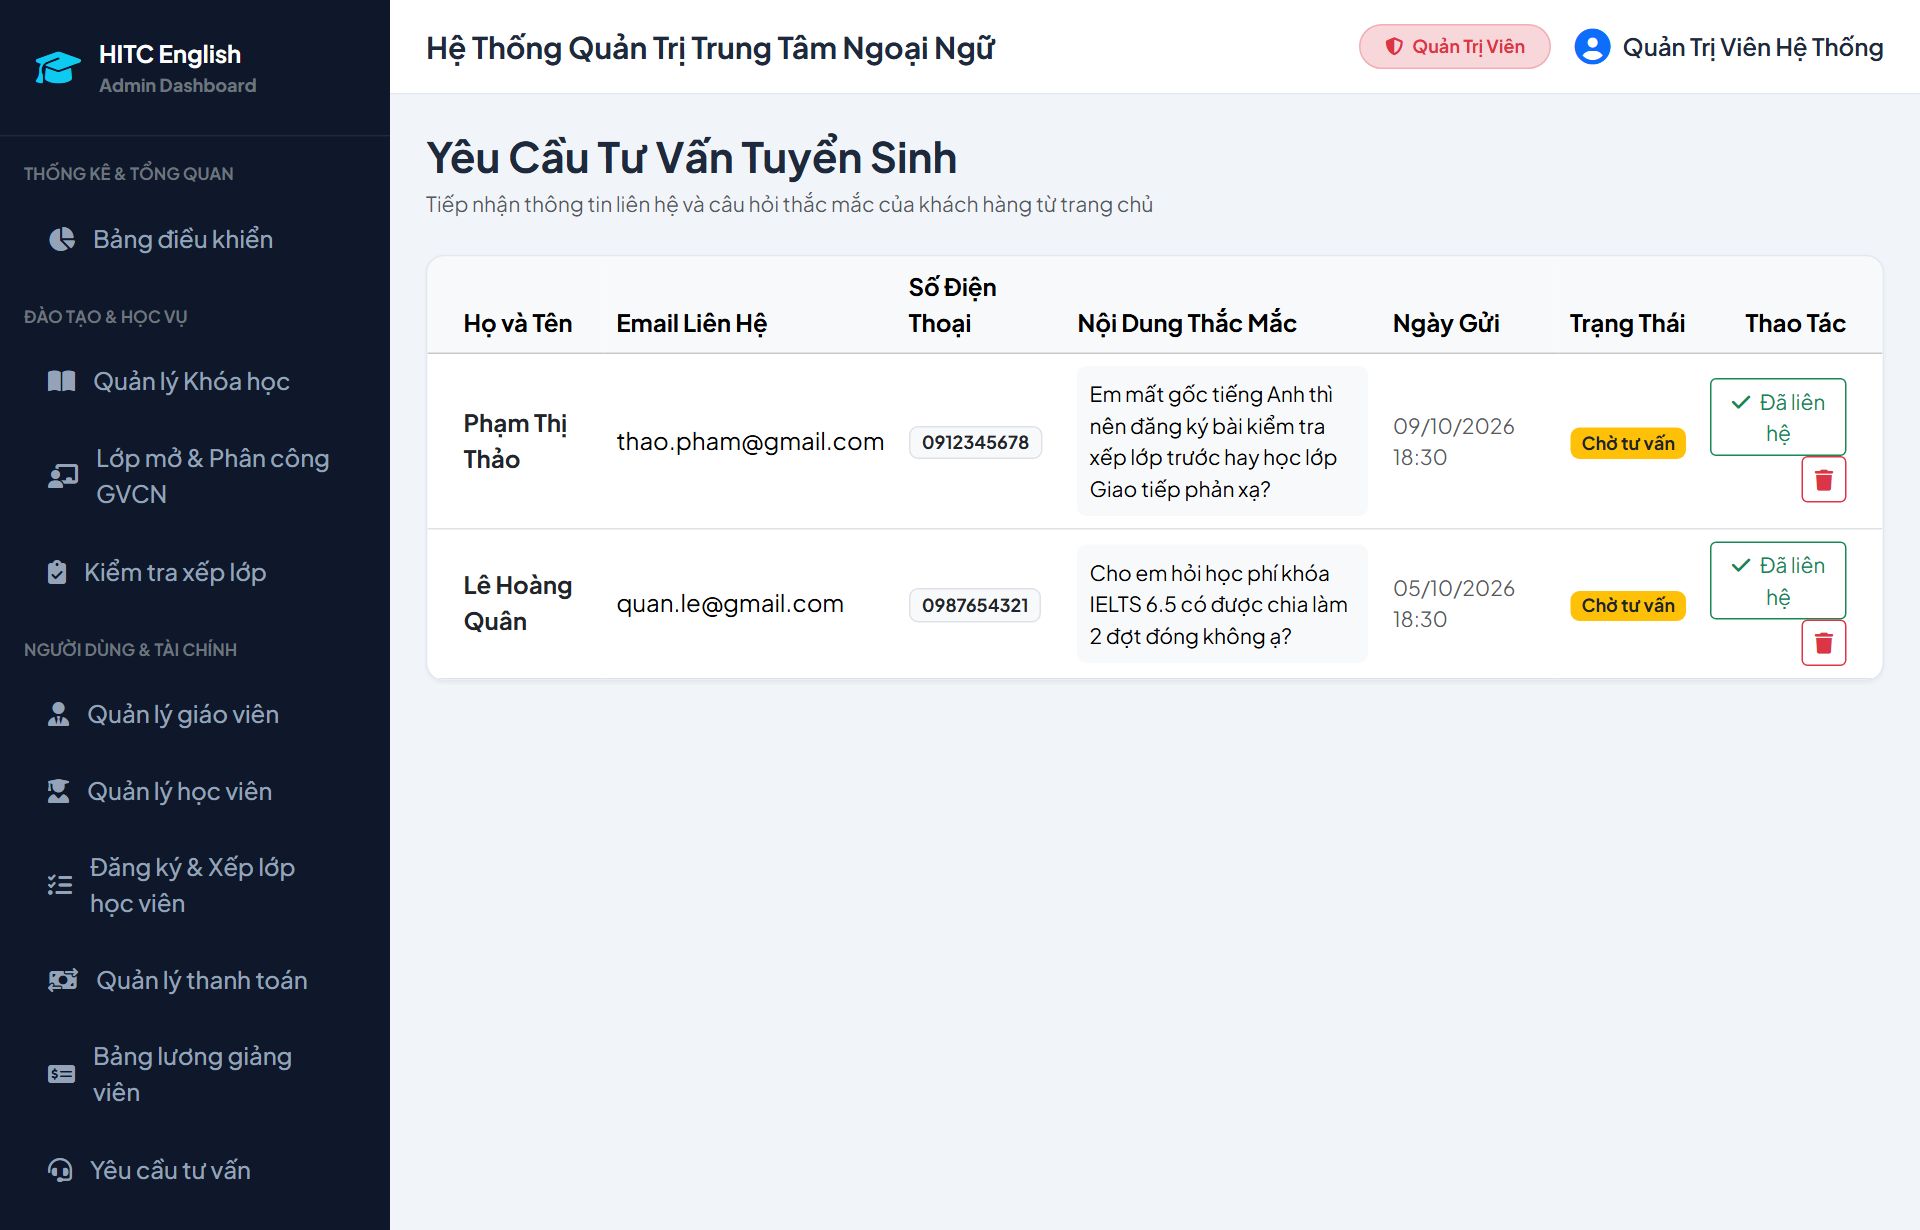 HITC English
Admin Dashboard
THỐNG KÊ & TỔNG QUAN
Bảng điều khiển
ĐÀO TẠO & HỌC VỤ
Quản lý Khóa học
Lớp mở & Phân công
GVCN
Kiểm tra xếp lớp
NGƯỜI DÙNG & TÀI CHÍNH
Quản lý giáo viên
Quản lý học viên
Đăng ký & Xếp lớp
học viên
Quản lý thanh toán
Bảng lương giảng
viên
Yêu cầu tư vấn
Hệ Thống Quản Trị Trung Tâm Ngoại Ngữ
Quản Trị Viên
Quản Trị Viên Hệ Thống
Yêu Cầu Tư Vấn Tuyển Sinh
Tiếp nhận thông tin liên hệ và câu hỏi thắc mắc của khách hàng từ trang chủ
Họ và Tên
Email Liên Hệ
Số Điện
Thoại
Nội Dung Thắc Mắc
Ngày Gửi
Trạng Thái
Thao Tác
Phạm Thị
Thảo
thao.pham@gmail.com
0912345678
Em mất gốc tiếng Anh thì
nên đăng ký bài kiểm tra
xếp lớp trước hay học lớp
Giao tiếp phản xạ?
09/10/2026
18:30
Chờ tư vấn
Đã liên
hệ
Lê Hoàng
Quân
quan.le@gmail.com
0987654321
Cho em hỏi học phí khóa
IELTS 6.5 có được chia làm
2 đợt đóng không ạ?
05/10/2026
18:30
Chờ tư vấn
Đã liên
hệ